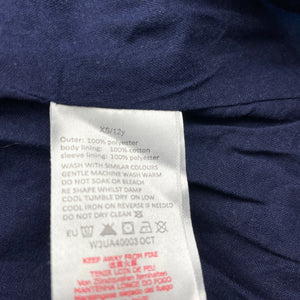 XS/12y
Outer: 100% polyester
body lining: 100% cotton
sleeve lining: 100% polyester
WASH WITH SIMILAR COLOURS
GENTLE MACHINE WASH WARM
DO NOT SOAK OR BLEACH
RE SHAPE WHILST DAMP
COOL TUMBLE DRY ON LOW
COOL IRON IF NEEDED
DO NOT DRY CLEAN
EU
W3UA40003 OCT
KEEP AWAY FROM FIRE
TENIR LOIN DE FEU
MANTENHA LONGE DO FOGO